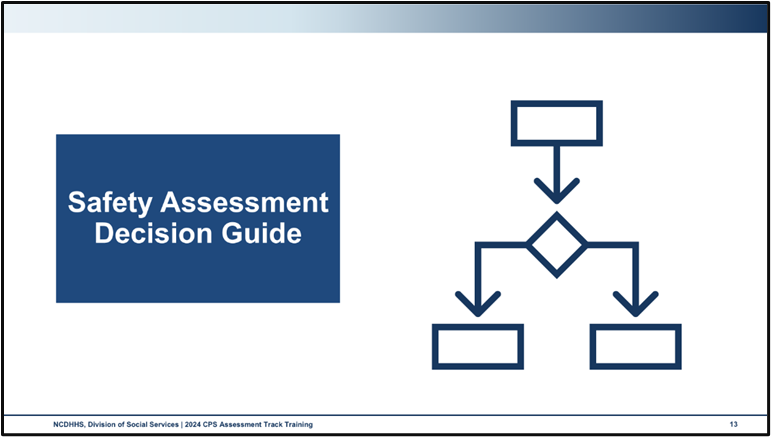 Safety Assessment
Decision Guide
NCDHHS, Division of Social Services | 2024 CPS Assessment Track Training
13